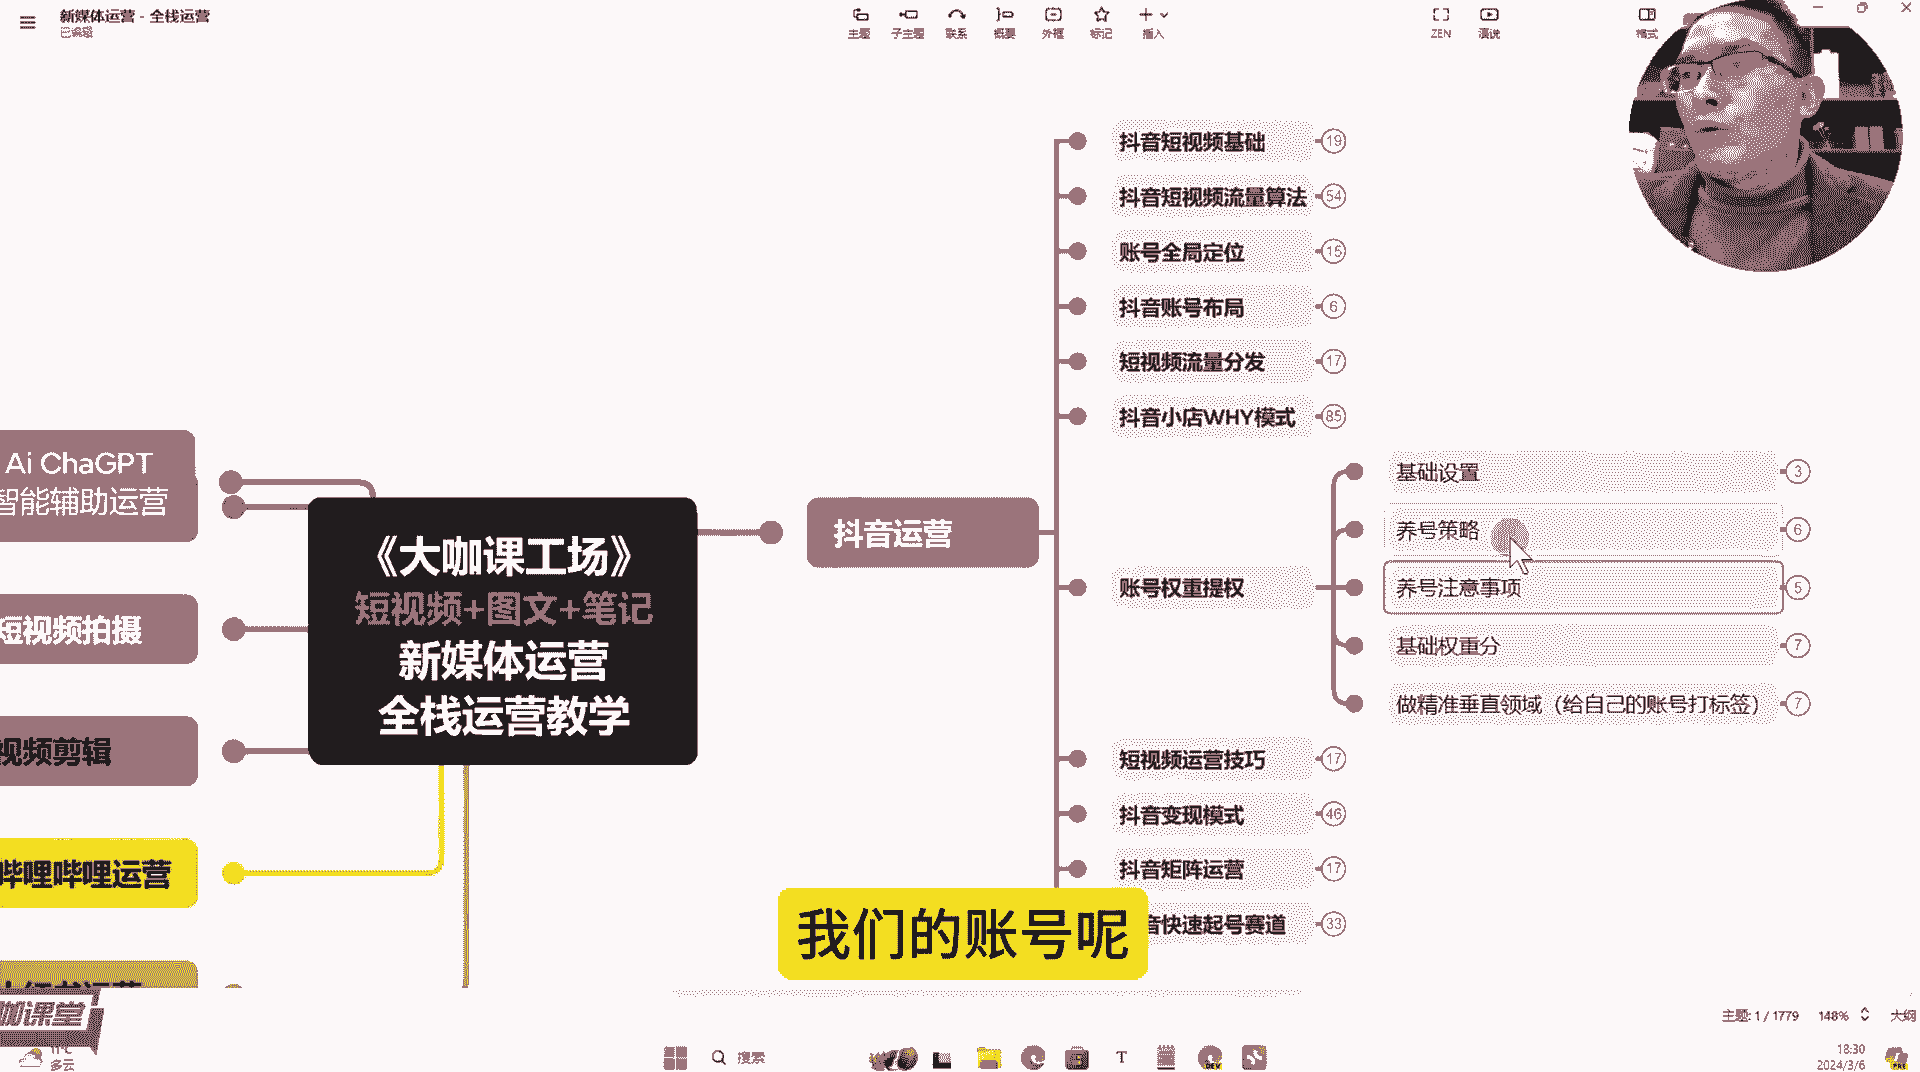 新媒体运营 - 全栈运营
已编辑
主题
子主题
联系
概要
外框
标记
插入
ZEN
演说
格式
抖音短视频基础
19
抖音短视频流量算法
54
账号全局定位
15
抖音账号布局
6
短视频流量分发
17
抖音小店WHY模式
85
账号权重提权
基础设置
3
养号策略
6
养号注意事项
5
基础权重分
7
做精准垂直领域（给自己的账号打标签）
7
短视频运营技巧
17
抖音变现模式
46
抖音矩阵运营
17
音快速起号赛道
33
抖音运营
《大咖课工场》
短视频+图文+笔记
新媒体运营
全栈运营教学
Ai ChaGPT
智能辅助运营
短视频拍摄
视频剪辑
哔哩哔哩运营
我们的账号呢
咖课堂
主题: 1 / 1779
148%
大纲
11°C
多云
搜索
18:30
2024/3/6